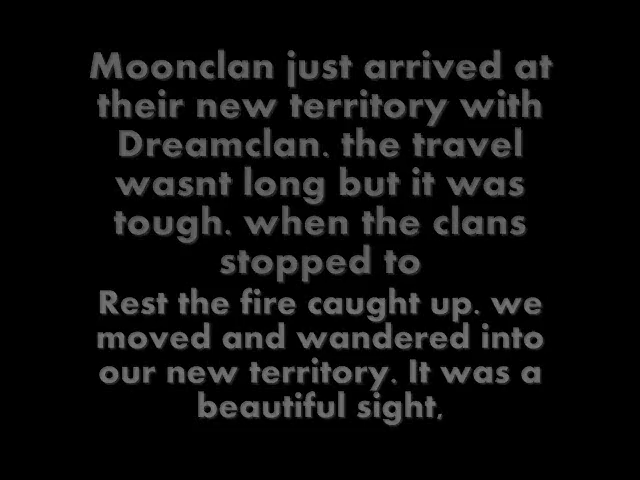 Moonclan just arrived at
their new territory with
Dreamclan. the travel
wasnt long but it was
tough. when the clans
stopped to
Rest the fire caught up. we
moved and wandered into
our new territory. It was a
beautiful sight,